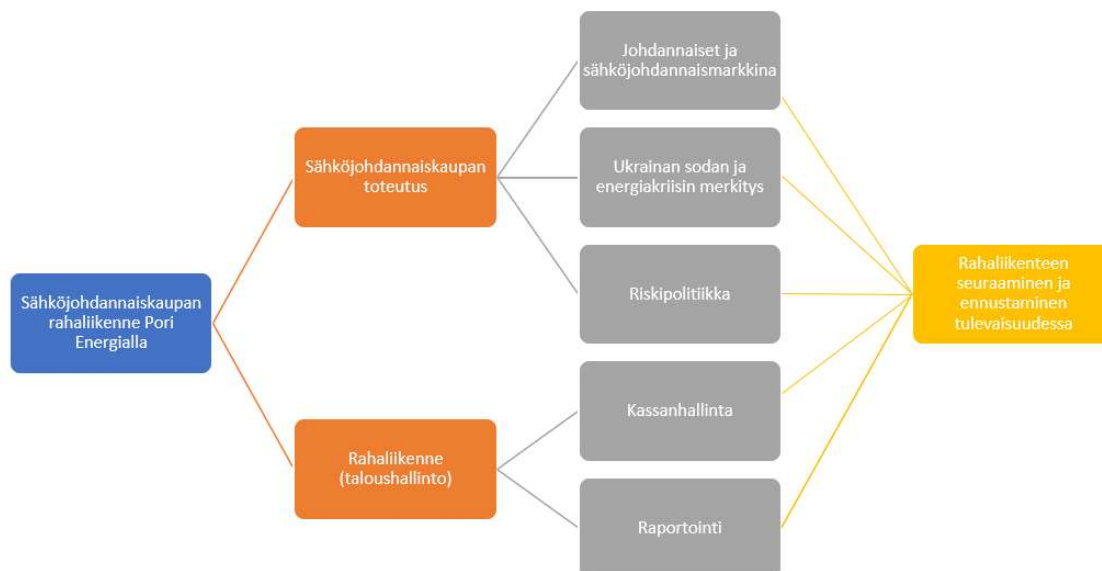 Sähköjohdannaiskaupan
rahaliikenne Pori
Energialla
Sähköjohdannaiskaupan
toteutus
Rahaliikenne
(taloushallinto)
Johdannaiset ja
sähköjohdannaismarkkina
Ukrainan sodan ja
energiakriisin merkitys
Riskipolitiikka
Kassanhallinta
Raportointi
Rahaliikenteen
seuraaminen ja
ennustaminen
tulevaisuudessa